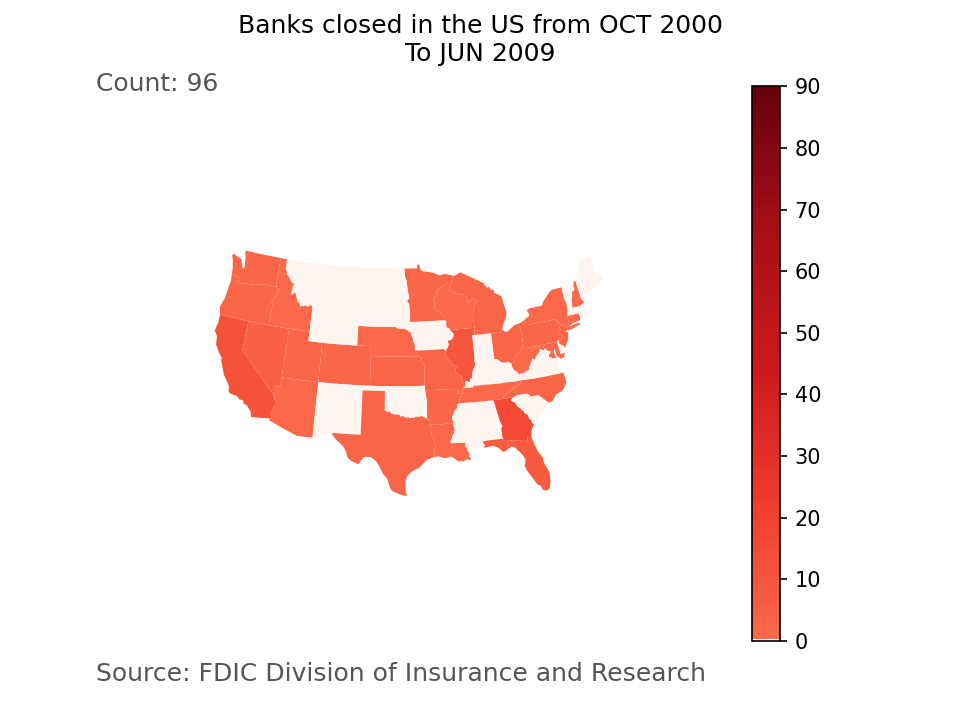 Banks closed in the US from OCT 2000
To JUN 2009
Count: 96
90
80
70
60
50
40
30
20
10
0
Source: FDIC Division of Insurance and Research